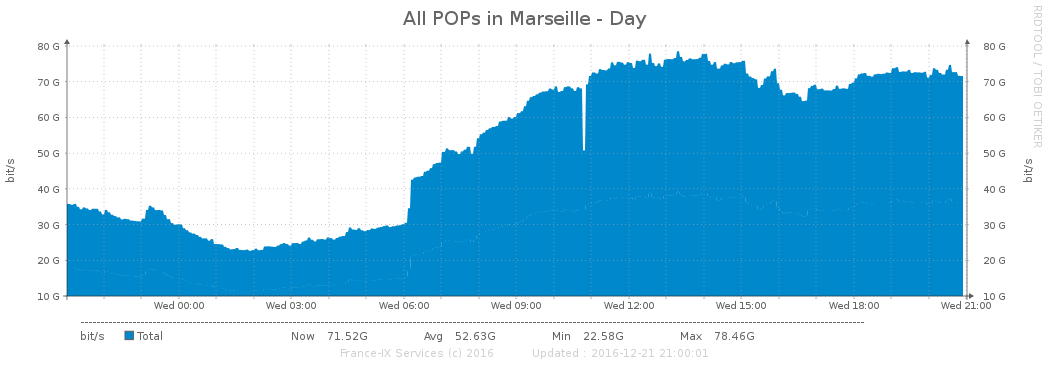 All POPs in Marseille - Day
RRDTOOL / TOBI OETIKER
80 G 80 G
70 G 70 G
60 G 60 G
50 G 50 G
40 G 40 G
30 G 30 G
20 G 20 G
10 G 10 G
bit/s
bit/s
Wed 00:00 Wed 03:00 Wed 06:00 Wed 09:00 Wed 12:00 Wed 15:00 Wed 18:00 Wed 21:00
bit/s Total Now 71.52G Avg 52.63G Min 22.58G Max 78.46G
France-IX Services (c) 2016 Updated : 2016-12-21 21:00:01